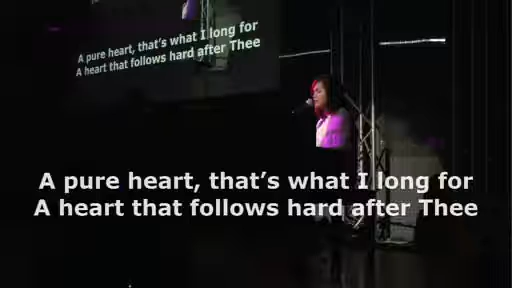 A pure heart, that's what I long for
A heart that follows hard after Thee
A pure heart, that’s what I long for
A heart that follows hard after Thee